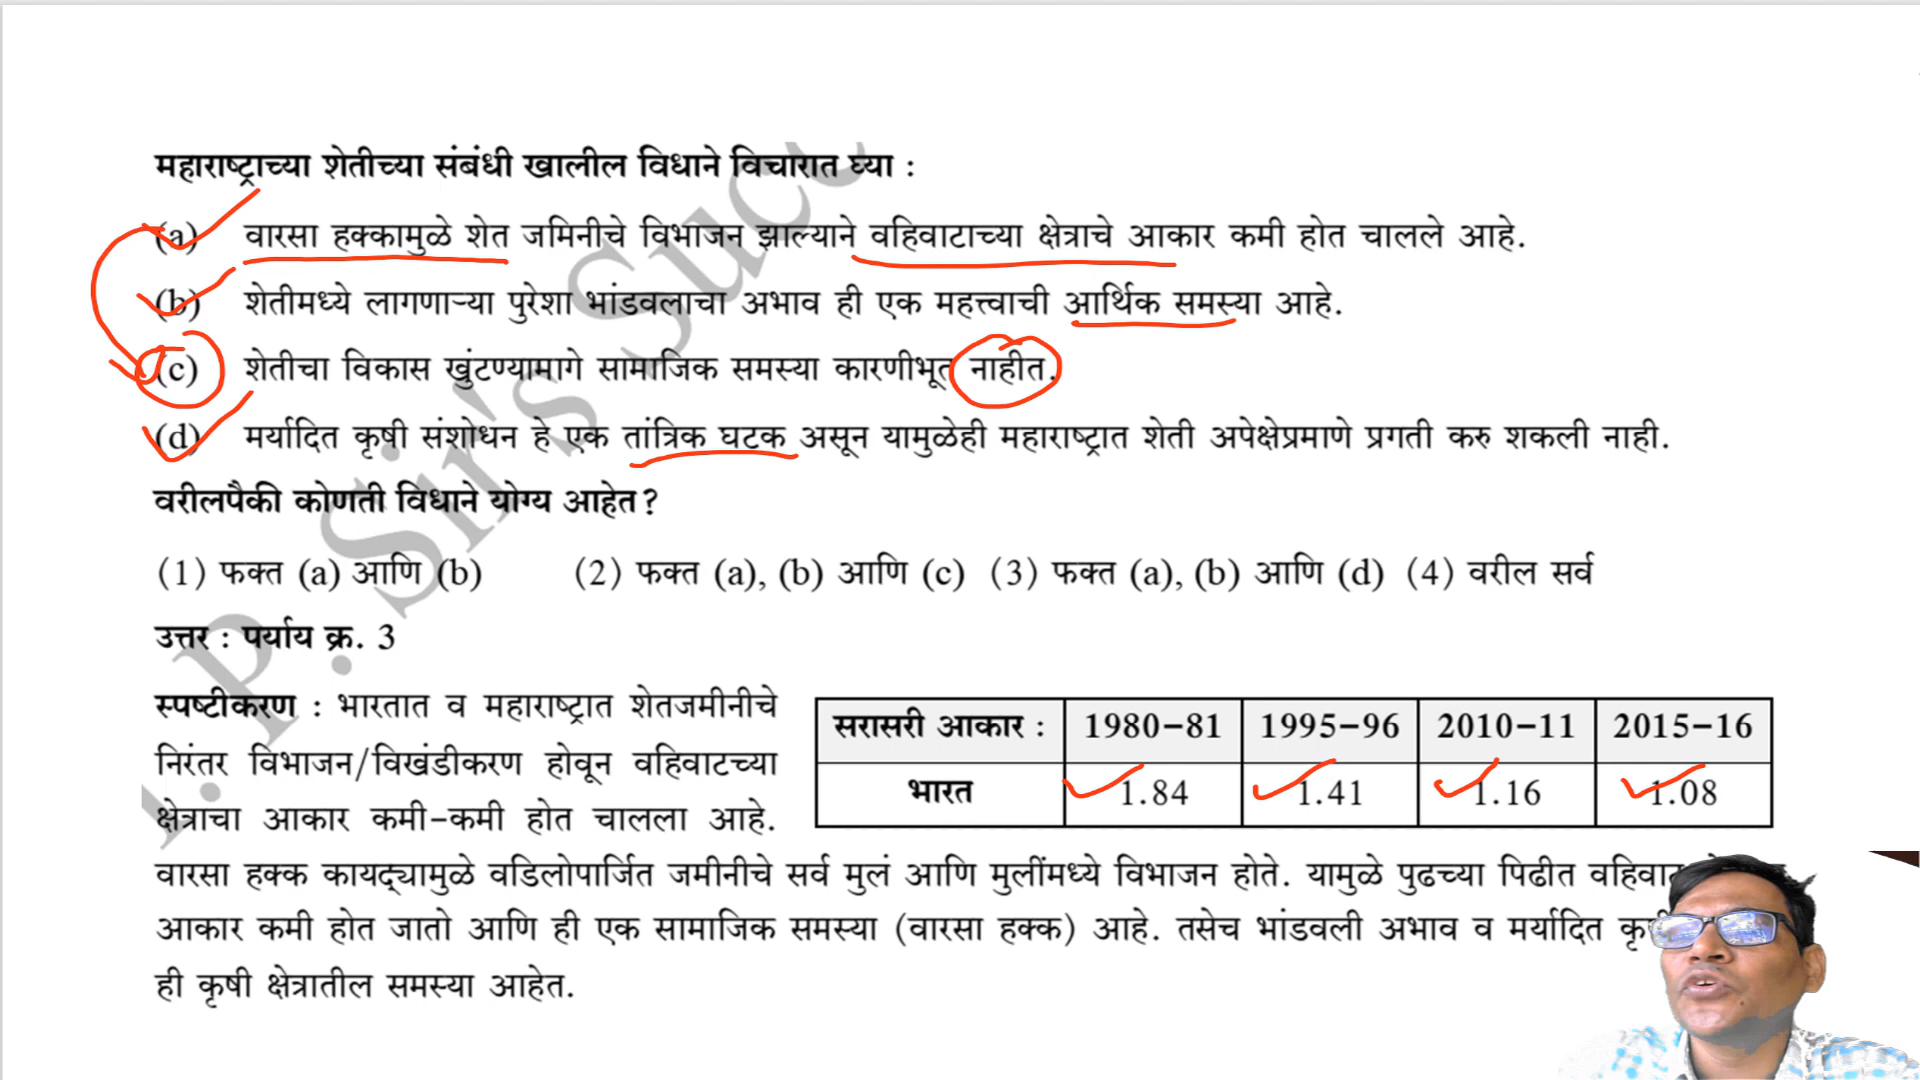 महाराष्ट्राच्या शेतीच्या संबंधी खालील विधाने विचारात घ्या :
(a) वारसा हक्कामुळे शेत जमिनीचे विभाजन झाल्याने वहिवाटाच्या क्षेत्राचे आकार कमी होत चालले आहे.
(b) शेतीमध्ये लागणाऱ्या पुरेशा भांडवलाचा अभाव ही एक महत्त्वाची आर्थिक समस्या आहे.
(c) शेतीचा विकास खुंटण्यामागे सामाजिक समस्या कारणीभूत नाहीत.
(d) मर्यादित कृषी संशोधन हे एक तांत्रिक घटक असून यामुळेही महाराष्ट्रात शेती अपेक्षेप्रमाणे प्रगती करु शकली नाही.
वरीलपैकी कोणती विधाने योग्य आहेत?
(1) फक्त (a) आणि (b) (2) फक्त (a), (b) आणि (c) (3) फक्त (a), (b) आणि (d) (4) वरील सर्व
उत्तर : पर्याय क्र. 3
स्पष्टीकरण : भारतात व महाराष्ट्रात शेतजमीनीचे
निरंतर विभाजन/विखंडीकरण होवून वहिवाटच्या
क्षेत्राचा आकार कमी-कमी होत चालला आहे.
सरासरी आकार : 1980-81 1995-96 2010-11 2015-16
भारत 1.84 1.41 1.16 1.08
वारसा हक्क कायद्यामुळे वडिलोपार्जित जमीनीचे सर्व मुलं आणि मुलींमध्ये विभाजन होते. यामुळे पुढच्या पिढीत
आकार कमी होत जातो आणि ही एक सामाजिक समस्या (वारसा हक्क) आहे. तसेच भांडवली अभाव व मर्यादित
ही कृषी क्षेत्रातील समस्या आहेत.
P. Sir's